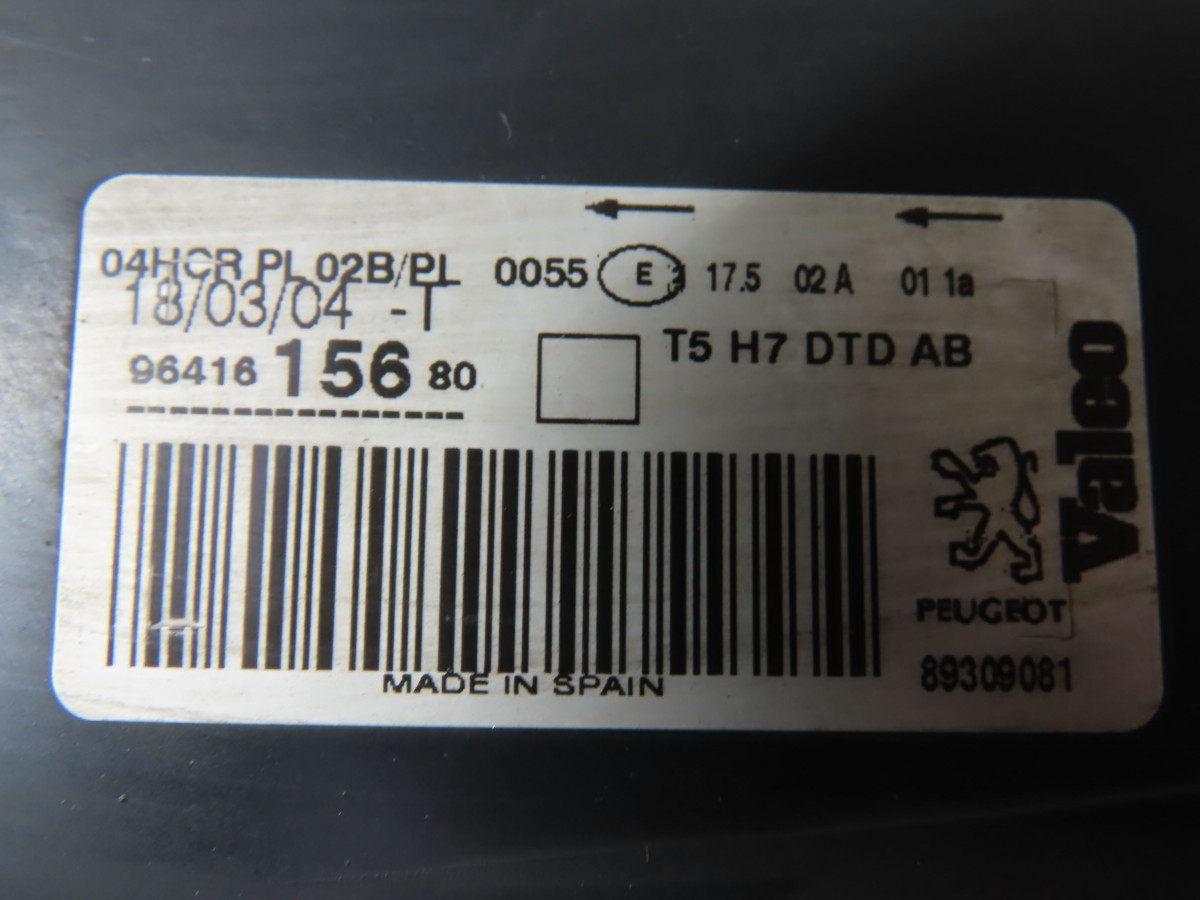 04HCR PL 02B/PL 0055 E 17.5 02 A 01 1a
18/03/04 -T
96416 156 80
T5 H7 DTD AB
Valeo
PEUGEOT
89309081
MADE IN SPAIN